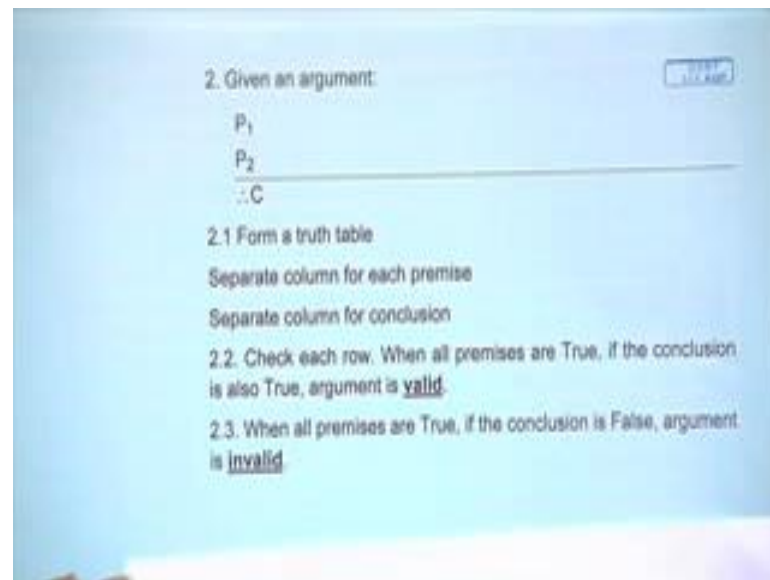 2. Given an argument:
P₁
P₂
∴C
2.1 Form a truth table
Separate column for each premise
Separate column for conclusion
2.2. Check each row. When all premises are True, if the conclusion
is also True, argument is valid.
2.3. When all premises are True, if the conclusion is False, argument
is invalid.